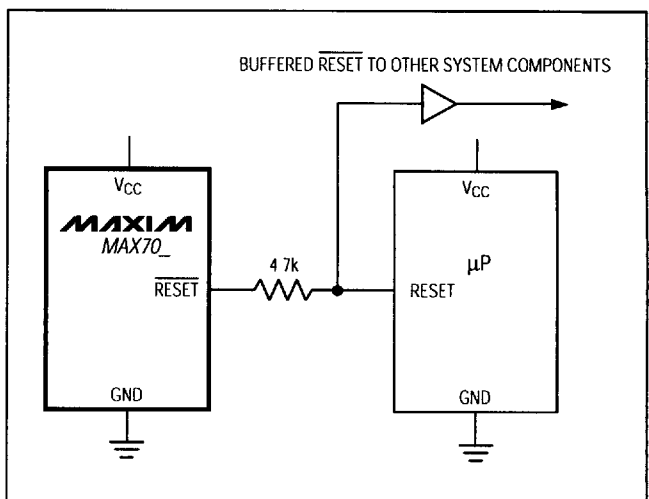 BUFFERED RESET TO OTHER SYSTEM COMPONENTS
VCC
MAXIM
MAX70_
RESET
GND
4 7k
VCC
μP
RESET
GND